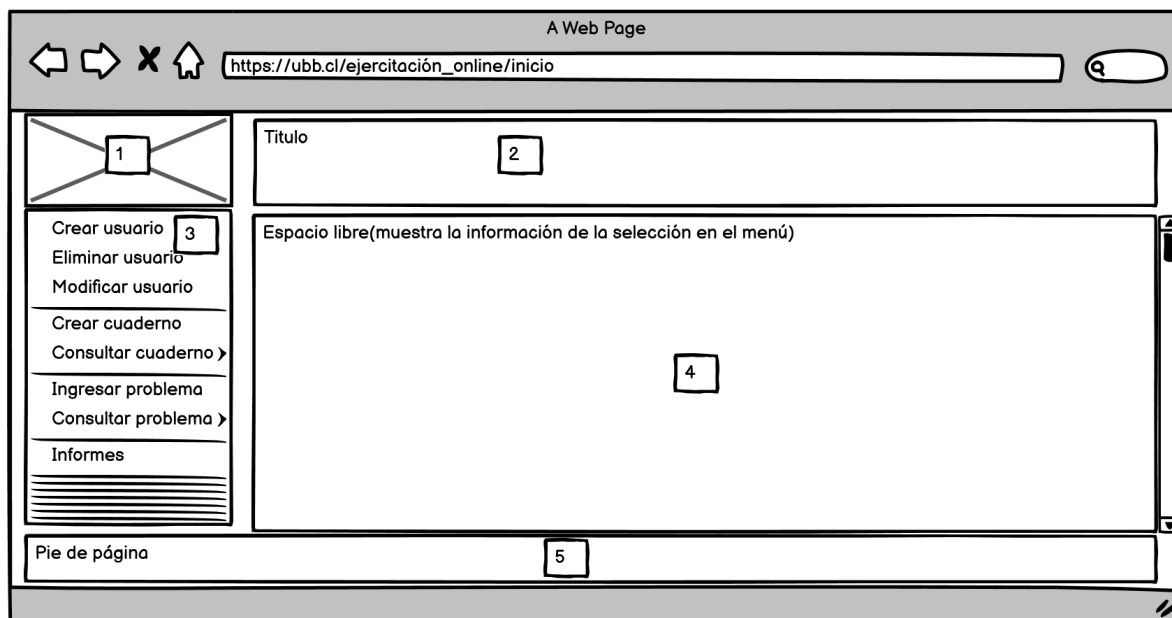 A Web Page
https://ubb.cl/ejercitación_online/inicio
1
Titulo
2
Crear usuario
3
Eliminar usuario
Modificar usuario
Crear cuaderno
Consultar cuaderno
Ingresar problema
Consultar problema
Informes
Espacio libre(muestra la información de la selección en el menú)
4
Pie de página
5